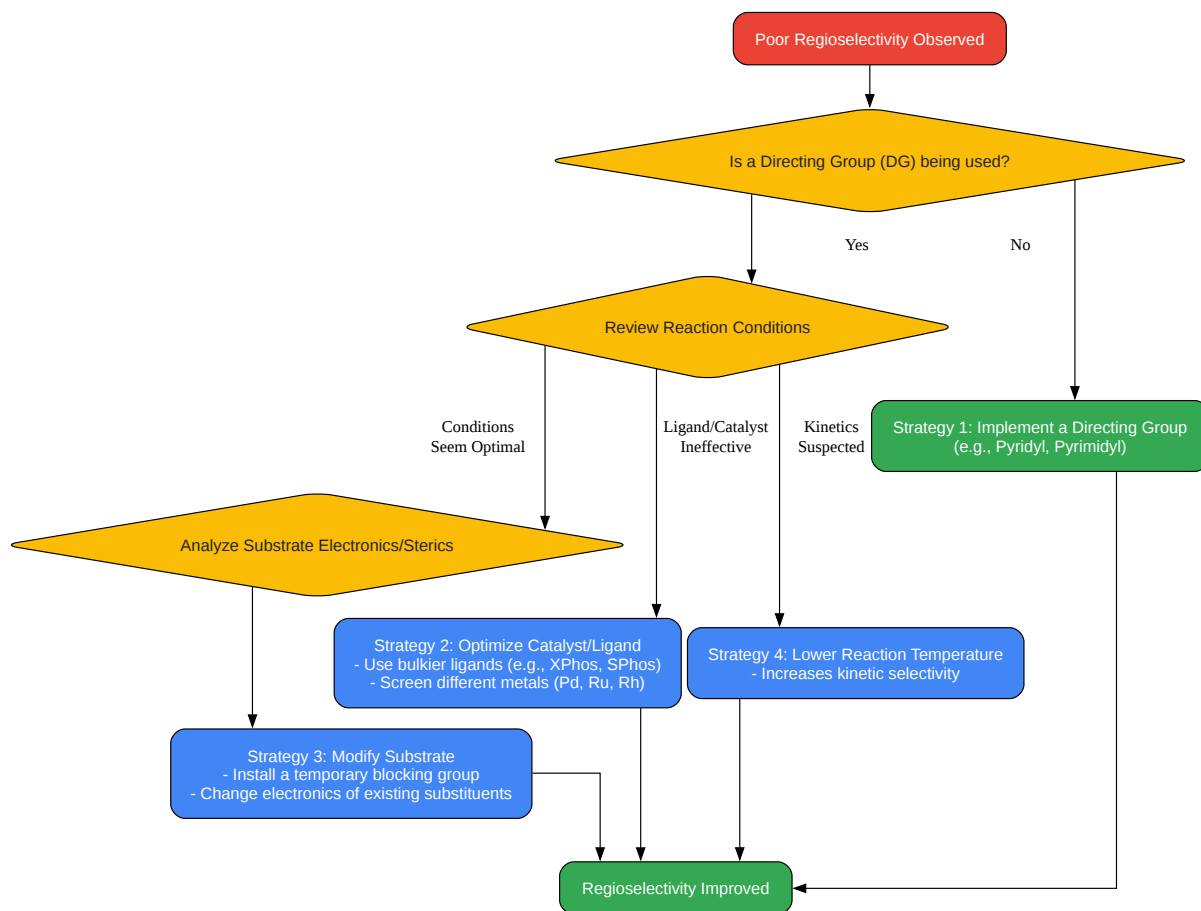 Poor Regioselectivity Observed
Is a Directing Group (DG) being used?
Yes
No
Review Reaction Conditions
Conditions
Seem Optimal
Ligand/Catalyst
Ineffective
Kinetics
Suspected
Strategy 1: Implement a Directing Group
(e.g., Pyridyl, Pyrimidyl)
Analyze Substrate Electronics/Sterics
Strategy 2: Optimize Catalyst/Ligand
- Use bulkier ligands (e.g., XPhos, SPhos)
- Screen different metals (Pd, Ru, Rh)
Strategy 4: Lower Reaction Temperature
- Increases kinetic selectivity
Strategy 3: Modify Substrate
- Install a temporary blocking group
- Change electronics of existing substituents
Regioselectivity Improved